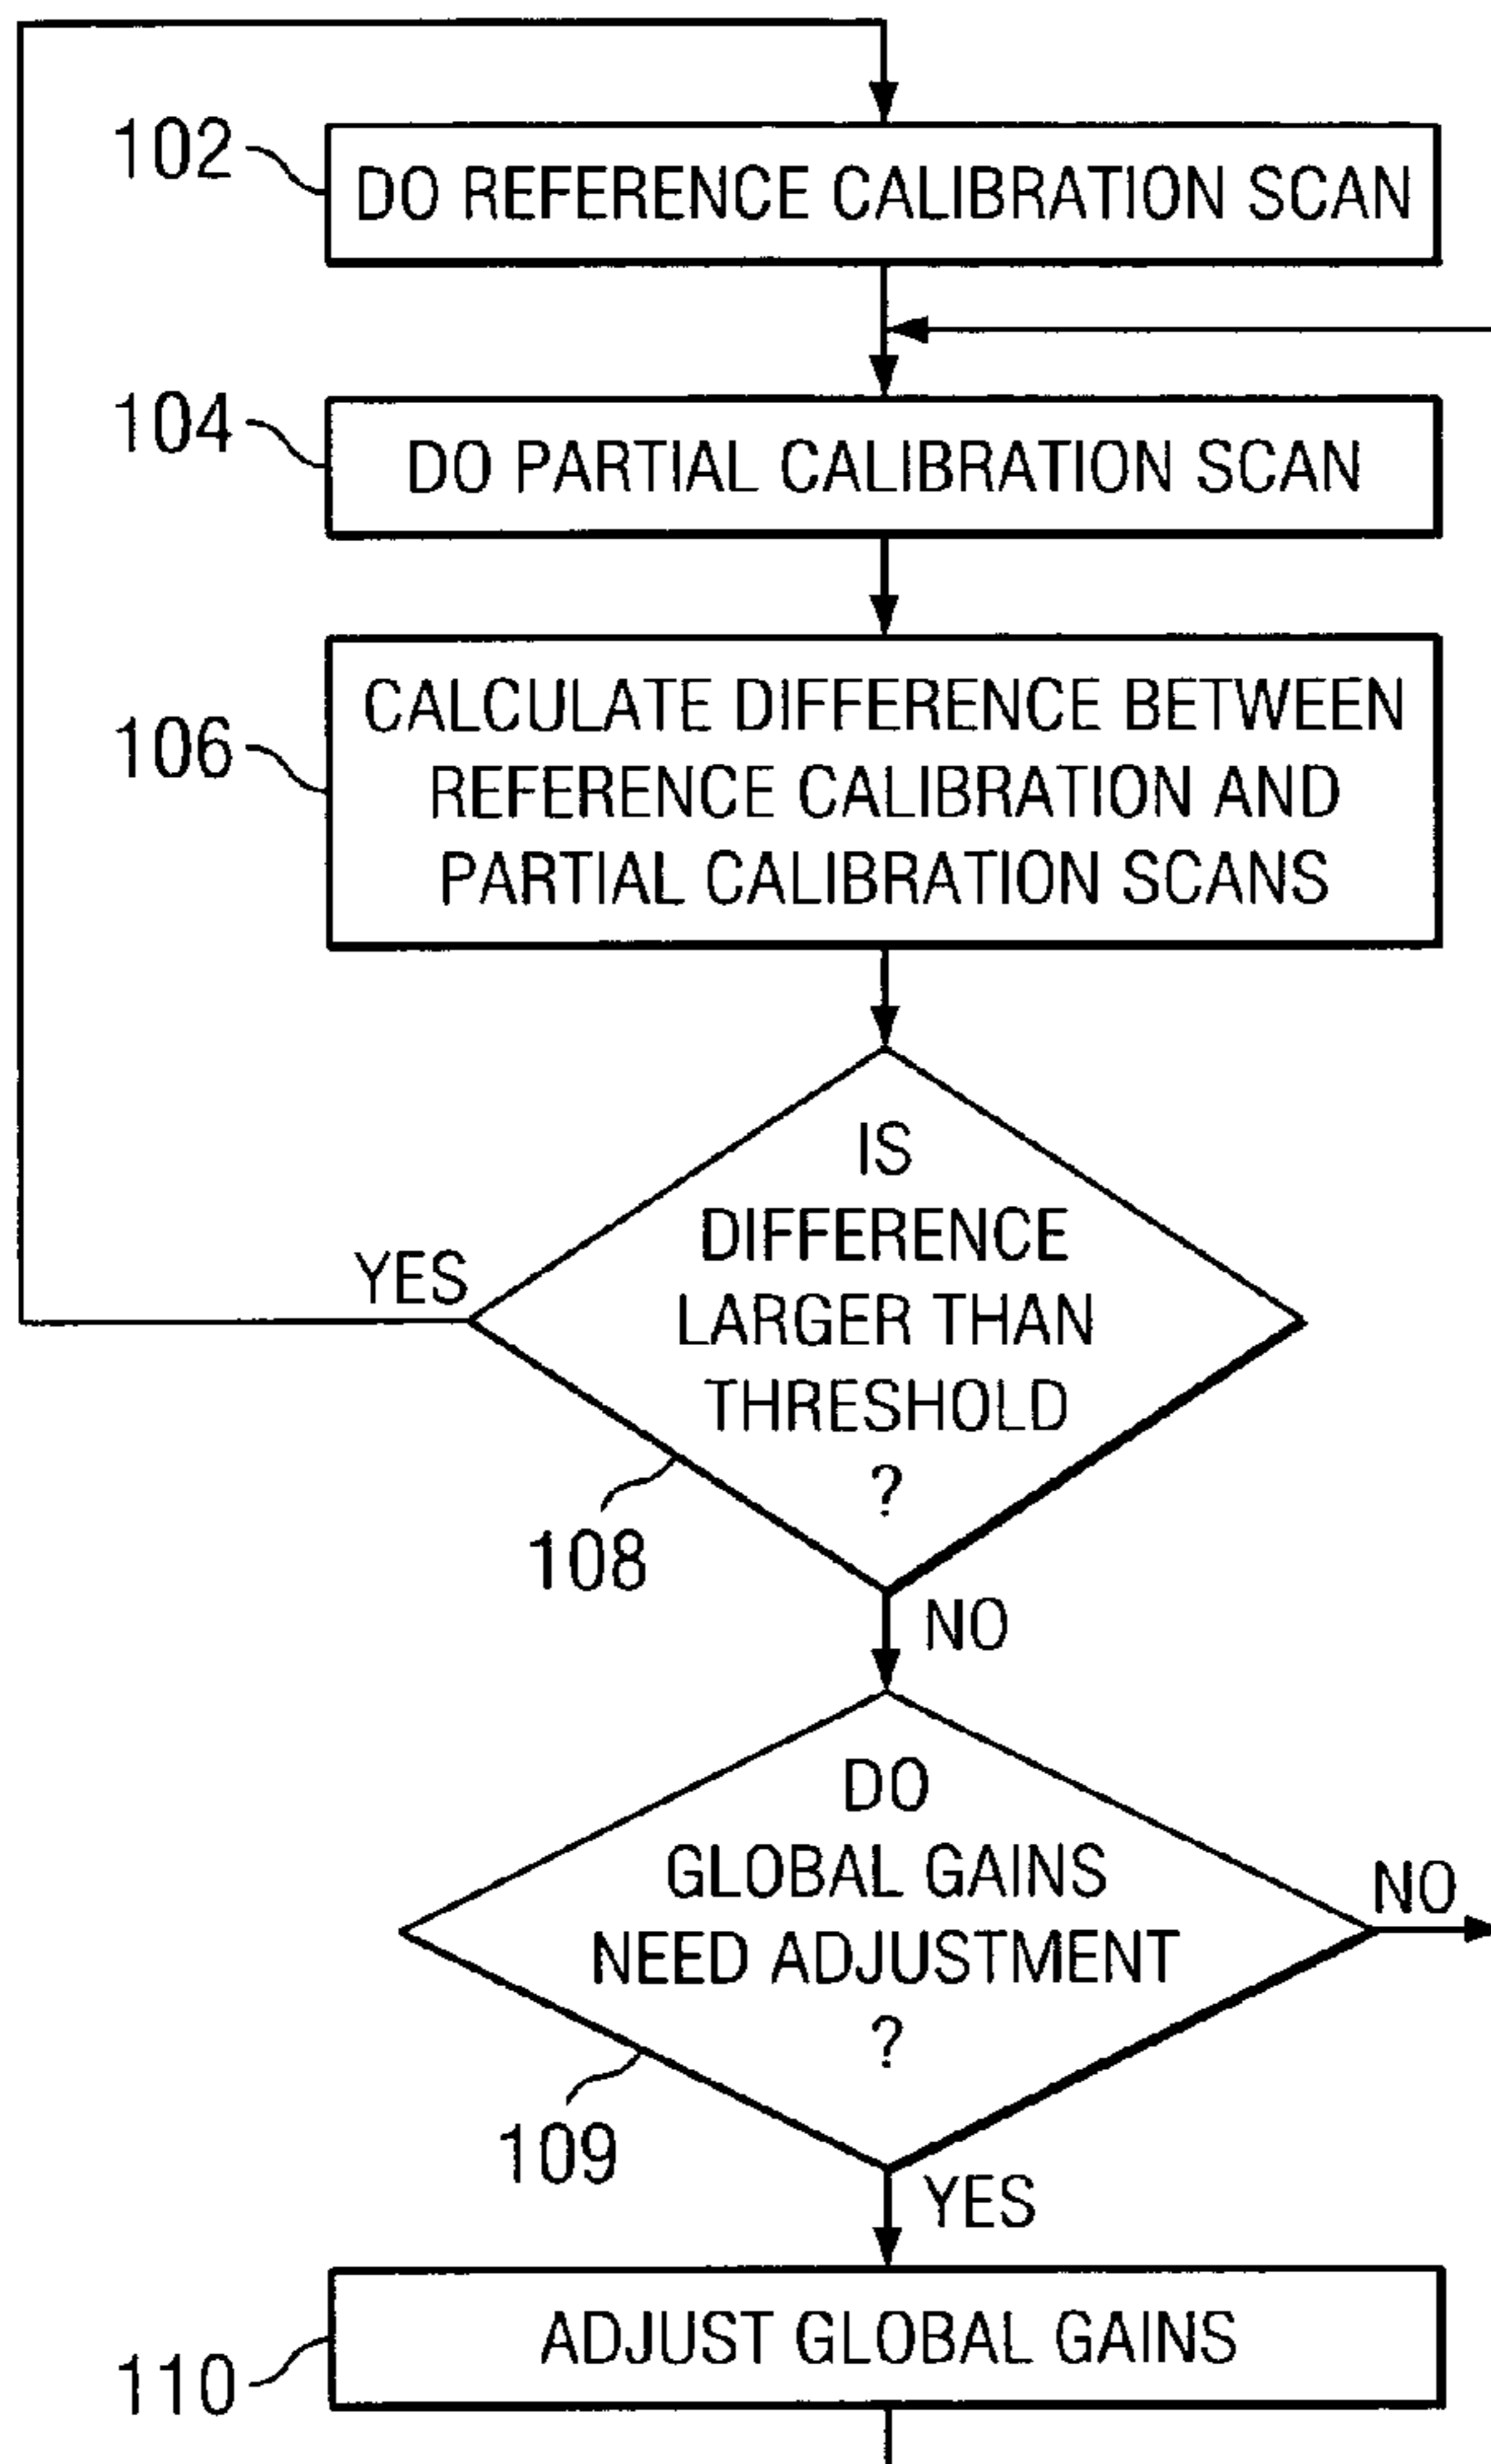 102
DO REFERENCE CALIBRATION SCAN
104
DO PARTIAL CALIBRATION SCAN
106
CALCULATE DIFFERENCE BETWEEN
REFERENCE CALIBRATION AND
PARTIAL CALIBRATION SCANS
IS
DIFFERENCE
LARGER THAN
THRESHOLD
?
YES
108
NO
DO
GLOBAL GAINS
NEED ADJUSTMENT
?
NO
109
YES
ADJUST GLOBAL GAINS
110